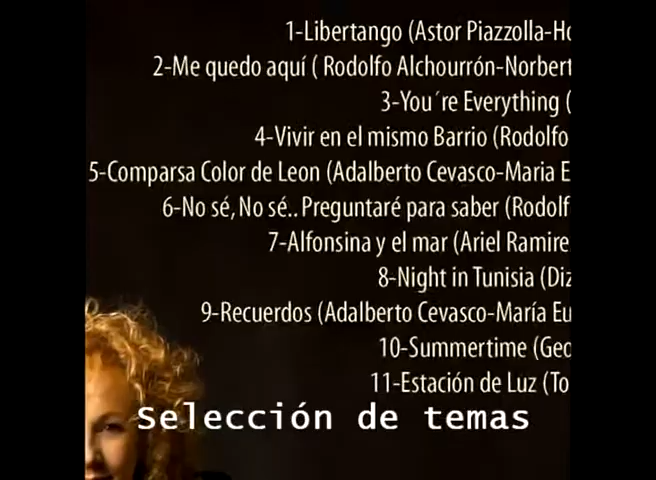 1-Libertango (Astor Piazzolla-Ho
2-Me quedo aquí ( Rodolfo Alchourrón-Norbert
3-You´re Everything (
4-Vivir en el mismo Barrio (Rodolfo
5-Comparsa Color de Leon (Adalberto Cevasco-Maria E
6-No sé, No sé.. Preguntaré para saber (Rodolf
7-Alfonsina y el mar (Ariel Ramire
8-Night in Tunisia (Diz
9-Recuerdos (Adalberto Cevasco-María Eu
10-Summertime (Geo
11-Estación de Luz (To
Selección de temas